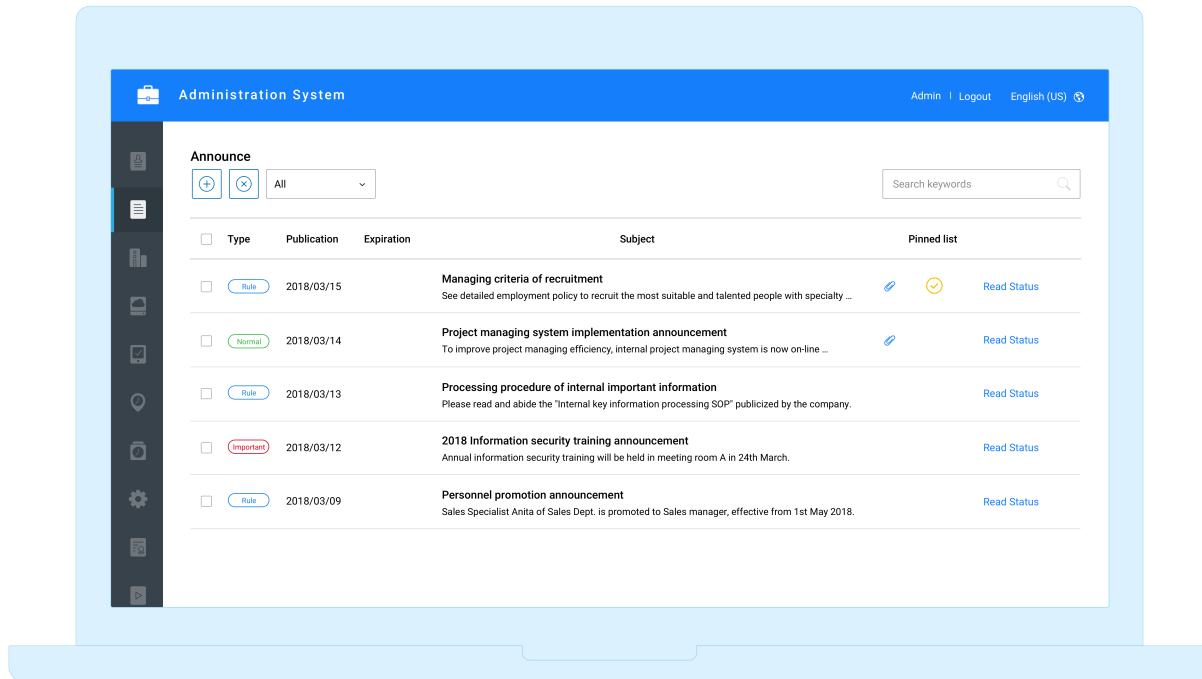 Administration System
Admin | Logout English (US)
Announce
All
Search keywords
Type Publication Expiration Subject Pinned list
Rule 2018/03/15 Managing criteria of recruitment Read Status
See detailed employment policy to recruit the most suitable and talented people with specialty ...
Normal 2018/03/14 Project managing system implementation announcement Read Status
To improve project managing efficiency, internal project managing system is now on-line ...
Rule 2018/03/13 Processing procedure of internal important information Read Status
Please read and abide the "Internal key information processing SOP" publicized by the company.
Important 2018/03/12 2018 Information security training announcement Read Status
Annual information security training will be held in meeting room A in 24th March.
Rule 2018/03/09 Personnel promotion announcement Read Status
Sales Specialist Anita of Sales Dept. is promoted to Sales manager, effective from 1st May 2018.